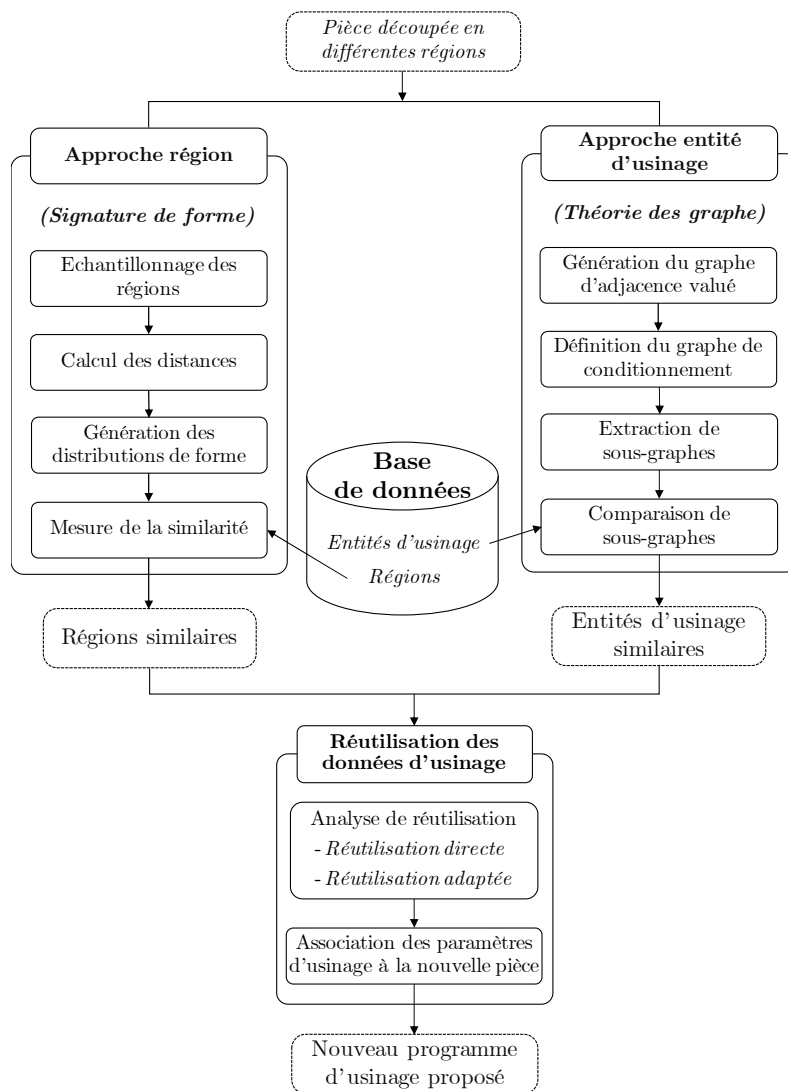 Pièce découpée en
différentes régions
Approche région
(Signature de forme)
Echantillonnage des
régions
Calcul des distances
Génération des
distributions de forme
Mesure de la similarité
Régions similaires
Approche entité
d'usinage
(Théorie des graphe)
Génération du graphe
d'adjacence valué
Définition du graphe de
conditionnement
Extraction de
sous-graphes
Comparaison de
sous-graphes
Entités d'usinage
similaires
Base
de données
Entités d'usinage
Régions
Réutilisation des
données d'usinage
Analyse de réutilisation
- Réutilisation directe
- Réutilisation adaptée
Association des paramètres
d'usinage à la nouvelle pièce
Nouveau programme
d'usinage proposé